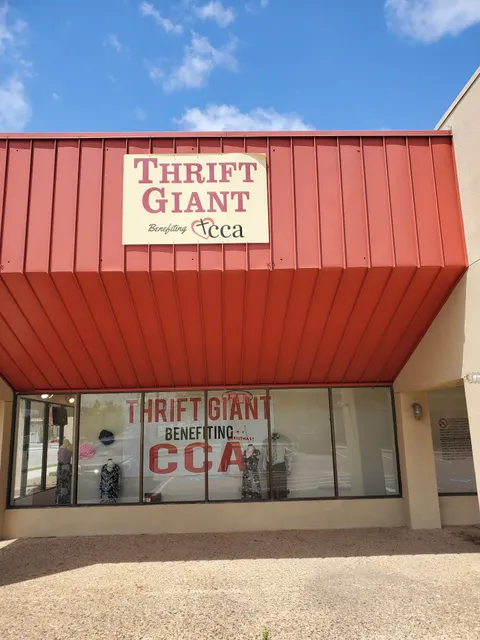 THRIFT
GIANT
Benefiting cca
THRIFT GIANT
BENEFITING
CCA